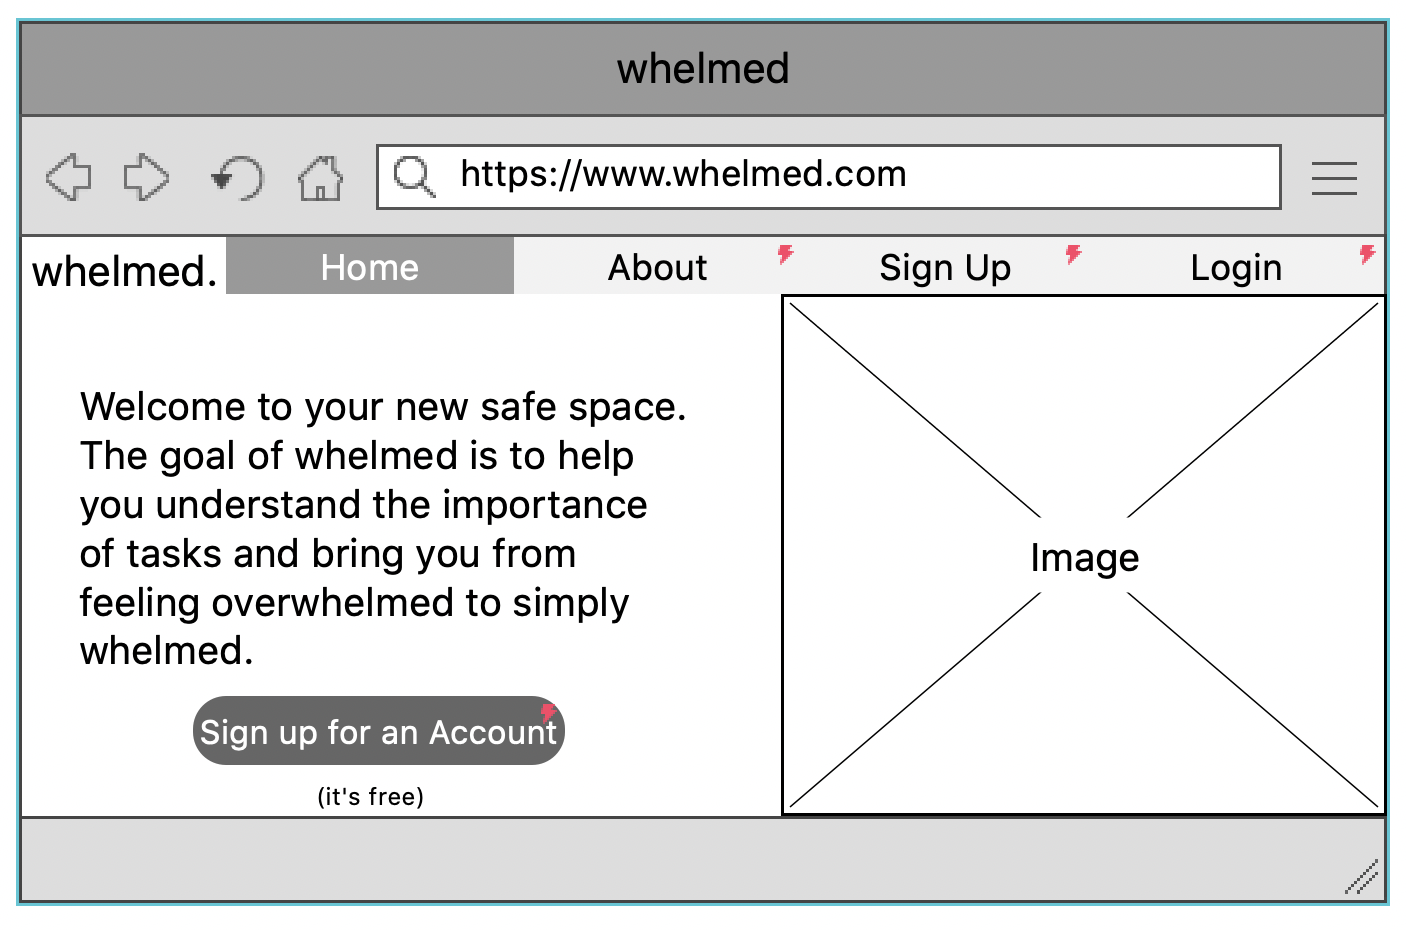 whelmed
https://www.whelmed.com
whelmed. Home About Sign Up Login
Welcome to your new safe space.
The goal of whelmed is to help
you understand the importance
of tasks and bring you from
feeling overwhelmed to simply
whelmed.
Image
Sign up for an Account
(it's free)